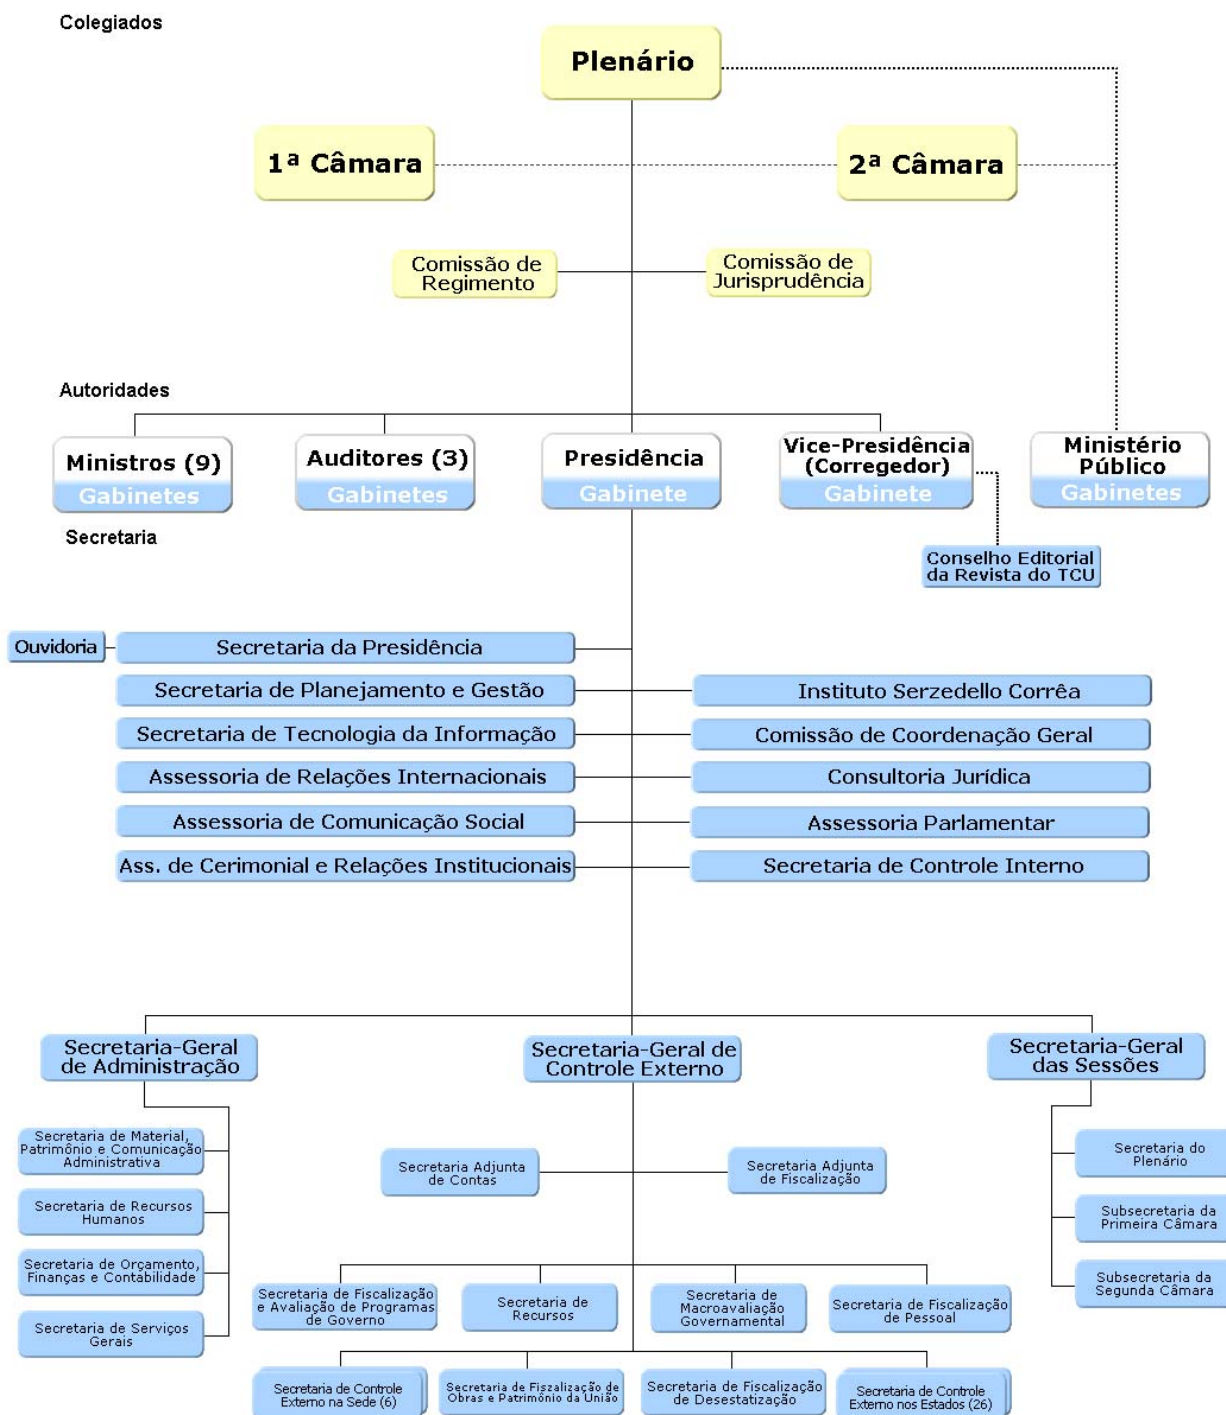 Colegiados
Plenário
1ª Câmara
2ª Câmara
Comissão de
Regimento
Comissão de
Jurisprudência
Autoridades
Ministros (9)
Gabinetes
Auditores (3)
Gabinetes
Presidência
Gabinete
Vice-Presidência
(Corregedor)
Gabinete
Ministério
Público
Gabinetes
Secretaria
Conselho Editorial
da Revista do TCU
Ouvidoria
Secretaria da Presidência
Secretaria de Planejamento e Gestão
Instituto Serzedello Corrêa
Secretaria de Tecnologia da Informação
Comissão de Coordenação Geral
Assessoria de Relações Internacionais
Consultoria Jurídica
Assessoria de Comunicação Social
Assessoria Parlamentar
Ass. de Cerimonial e Relações Institucionais
Secretaria de Controle Interno
Secretaria-Geral
de Administração
Secretaria-Geral de
Controle Externo
Secretaria-Geral
das Sessões
Secretaria de Material,
Patrimônio e Comunicação
Administrativa
Secretaria de Recursos
Humanos
Secretaria de Orçamento,
Finanças e Contabilidade
Secretaria de Serviços
Gerais
Secretaria Adjunta
de Contas
Secretaria Adjunta
de Fiscalização
Secretaria do
Plenário
Subsecretaria da
Primeira Câmara
Subsecretaria da
Segunda Câmara
Secretaria de Fiscalização
e Avaliação de Programas
de Governo
Secretaria de
Recursos
Secretaria de
Macroavaliação
Governamental
Secretaria de Fiscalização
de Pessoal
Secretaria de Controle
Externo na Sede (6)
Secretaria de Fiszalização de
Obras e Património da União
Secretaria de Fiscalização
de Desestatização
Secretaria de Controle
Externo nos Estados (26)